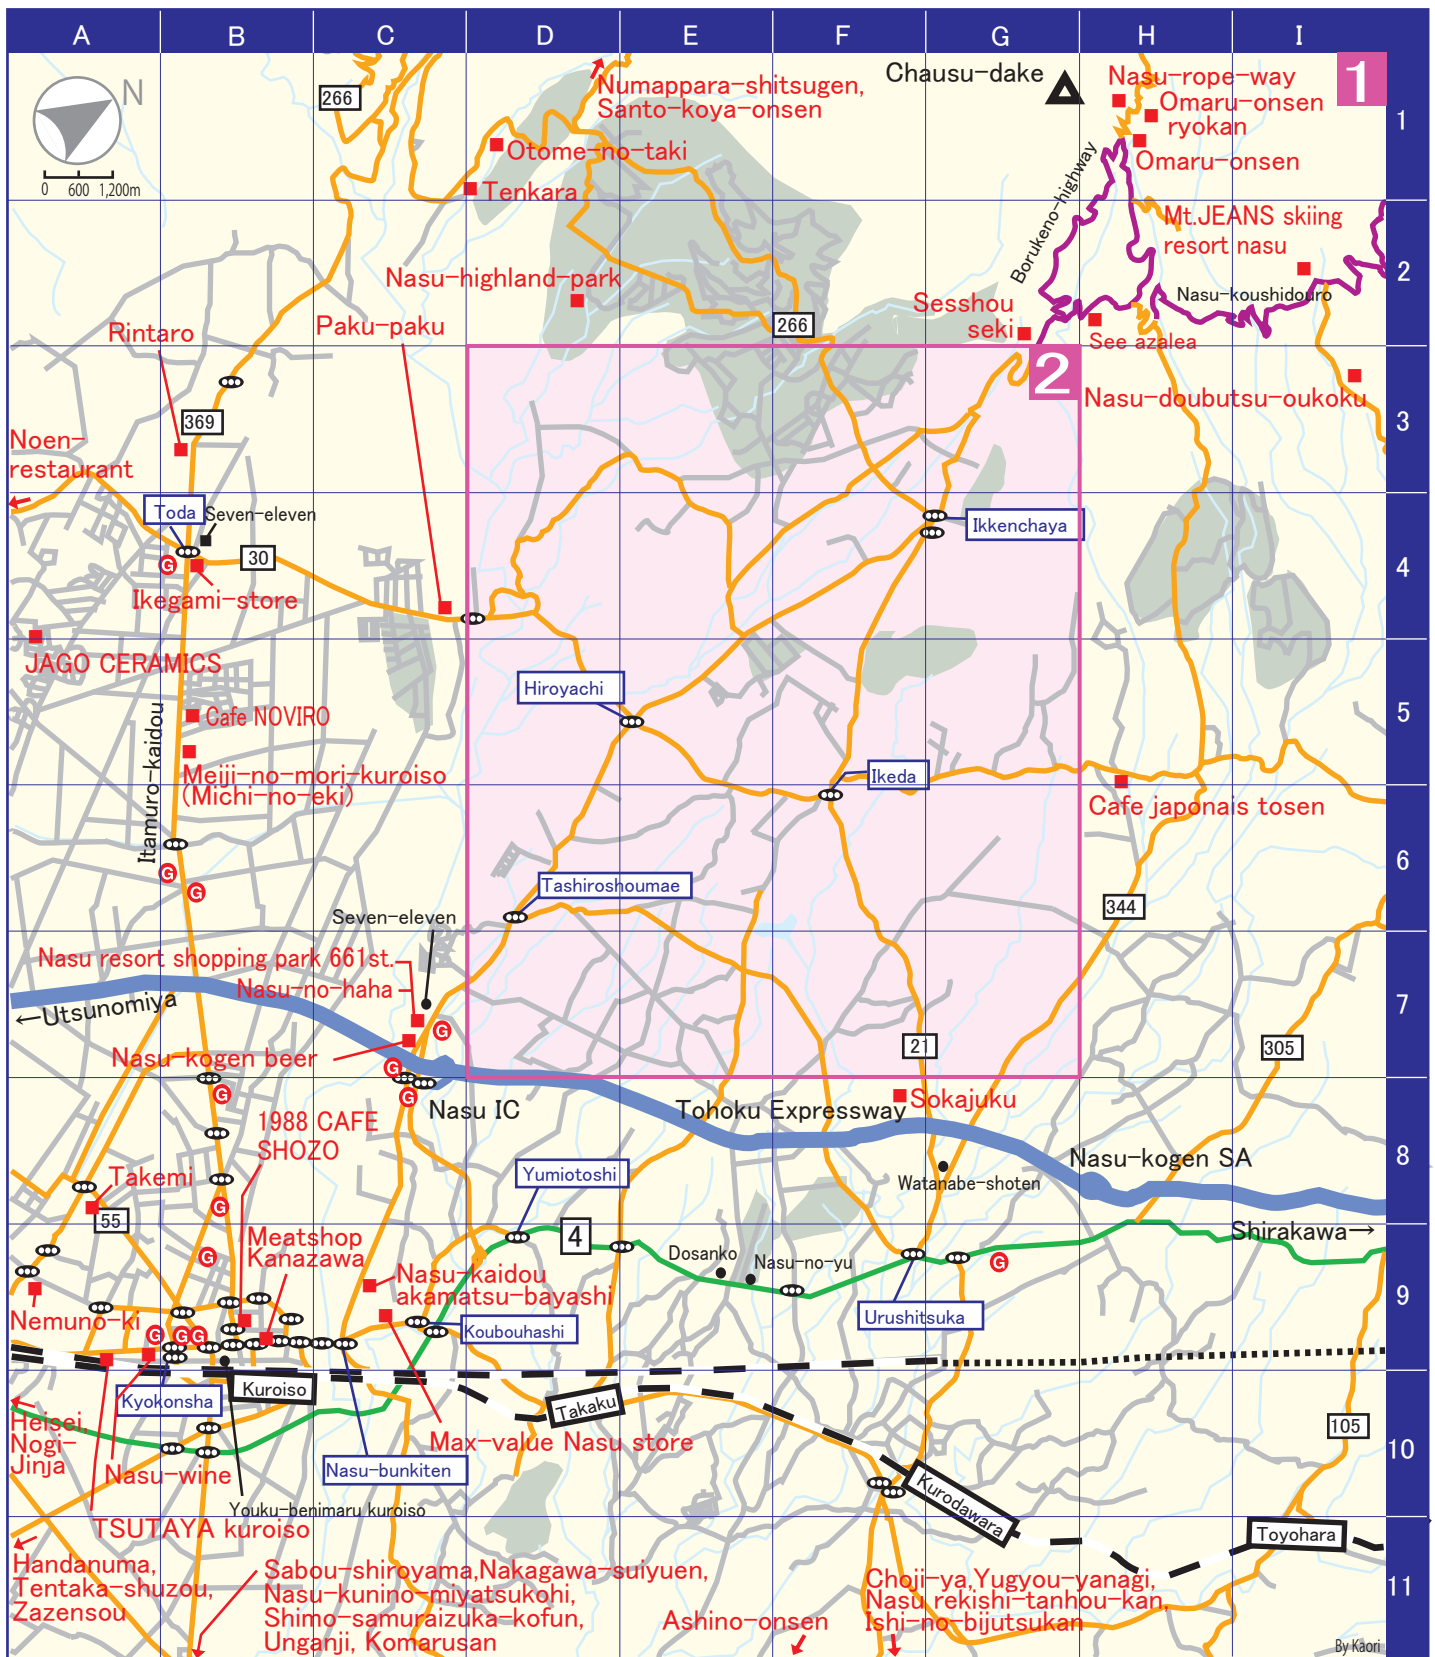 A B C D E F G H I
1
N
0 600 1,200m
266
Numappara-shitsugen,
Santo-koya-onsen
Chausu-dake
Nasu-rope-way
Omaru-onsen
ryokan
Omaru-onsen
1
Otome-no-taki
Tenkara
Borukeno-highway
Mt.JEANS skiing
resort nasu
2
Nasu-highland-park
Nasu-koushidouro
Sesshou
seki
266
Rintaro
Paku-paku
See azalea
2
Nasu-doubutsu-oukoku
3
369
Noen-
restaurant
Toda
Seven-eleven
Ikkenchaya
30
G
4
Ikegami-store
JAGO CERAMICS
Hiroyachi
Cafe NOVIRO
5
Itamuro-kaidou
Meiji-no-mori-kuroiso
(Michi-no-eki)
Ikeda
Cafe japonais tosen
6
G
G
Tashiroshoumae
344
Seven-eleven
Nasu resort shopping park 661st.
Nasu-no-haha
←Utsunomiya
7
G
21
305
Nasu-kogen beer
G
G
G
Nasu IC
Tohoku Expressway
Sokajuku
1988 CAFE
SHOZO
Nasu-kogen SA
8
Takemi
Yumiotoshi
Watanabe-shoten
G
55
4
Shirakawa→
Meatshop
Kanazawa
G
Dosanko
Nasu-no-yu
G
Nasu-kaidou
akamatsu-bayashi
9
Nemuno-ki
G
G
G
Koubouhashi
Urushitsuka
Kyokonsha
Kuroiso
Takaku
Heisei,
Nogi-
Jinja
Max-value Nasu store
105
10
Nasu-wine
Nasu-bunkiten
Kurodawara
Youku-benimaru kuroiso
TSUTAYA kuroiso
Toyohara
Handanuma,
Tentaka-shuzou,
Zazensou
Sabou-shiroyama,Nakagawa-suiyuen,
Nasu-kunino-miyatsukohi,
Shimo-samuraizuka-kofun,
Unganji, Komarusan
Choji-ya,Yugyou-yanagi,
Nasu rekishi-tanhou-kan,
Ishi-no-bijutsukan
11
Ashino-onsen
By Kaori